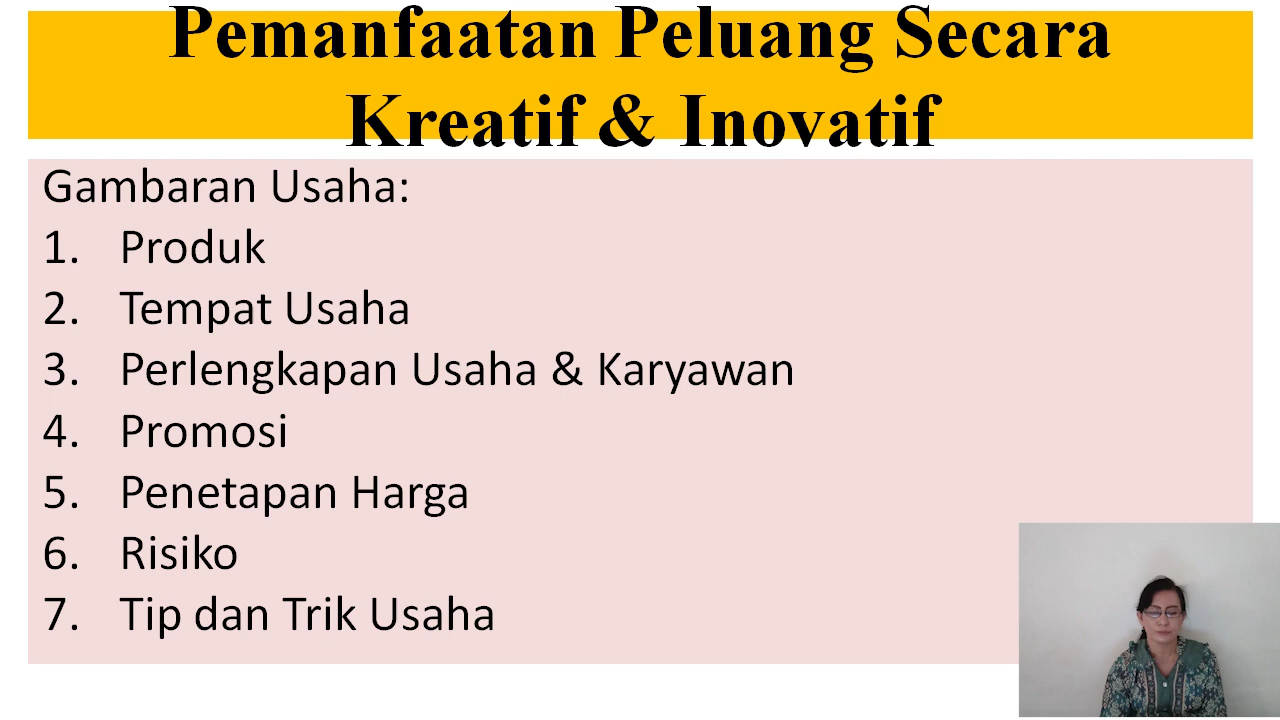 Pemanfaatan Peluang Secara
Kreatif & Inovatif
Gambaran Usaha:
1. Produk
2. Tempat Usaha
3. Perlengkapan Usaha & Karyawan
4. Promosi
5. Penetapan Harga
6. Risiko
7. Tip dan Trik Usaha